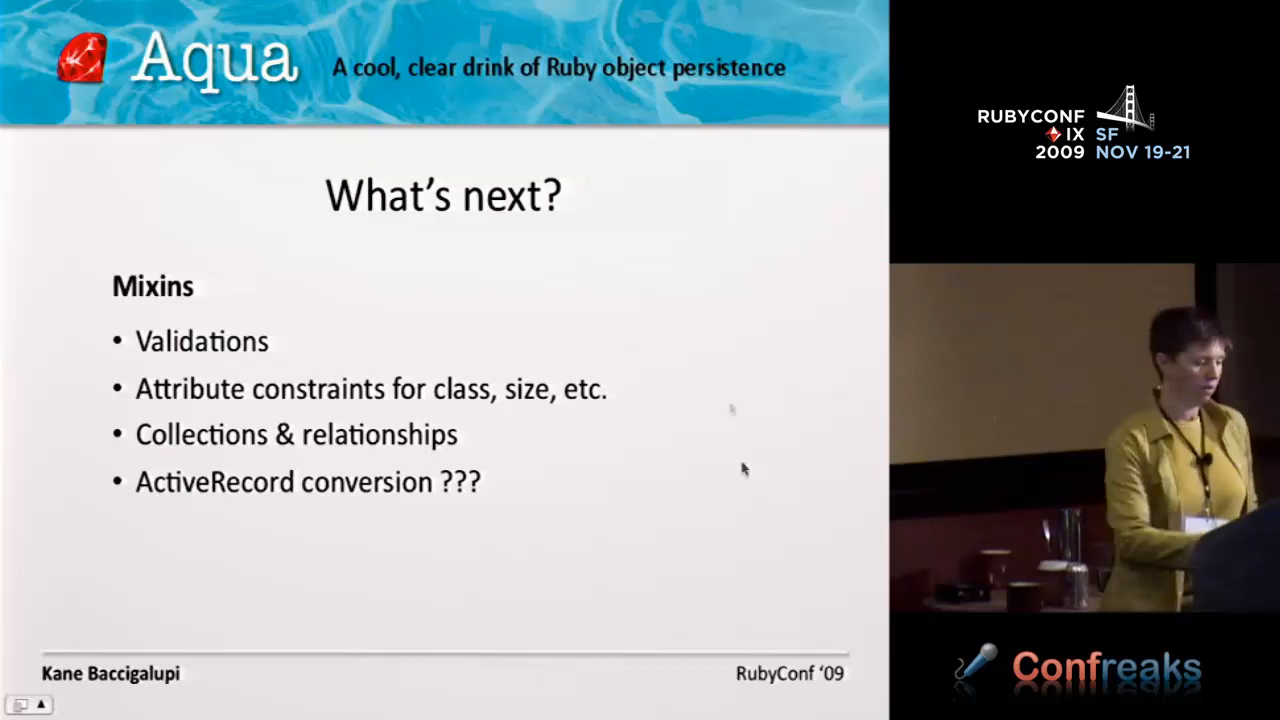 Aqua
A cool, clear drink of Ruby object persistence
What's next?
Mixins
• Validations
• Attribute constraints for class, size, etc.
• Collections & relationships
• ActiveRecord conversion ???
Kane Baccigalupi
RubyConf '09
RUBYCONF
IX SF
2009 NOV 19-21
Confreaks